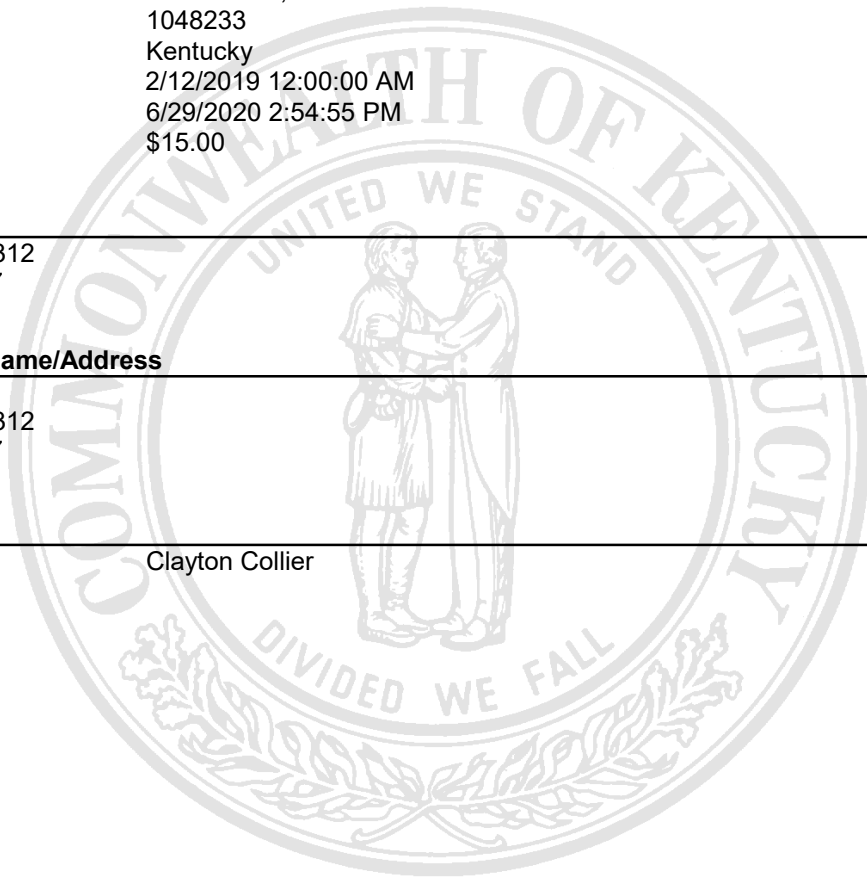 1048233
Kentucky
2/12/2019 12:00:00 AM
6/29/2020 2:54:55 PM
$15.00
312
ame/Address
312
Clayton Collier
COMMONWEALTH OF KENTUCKY
UNITED WE STAND
DIVIDED WE FALL